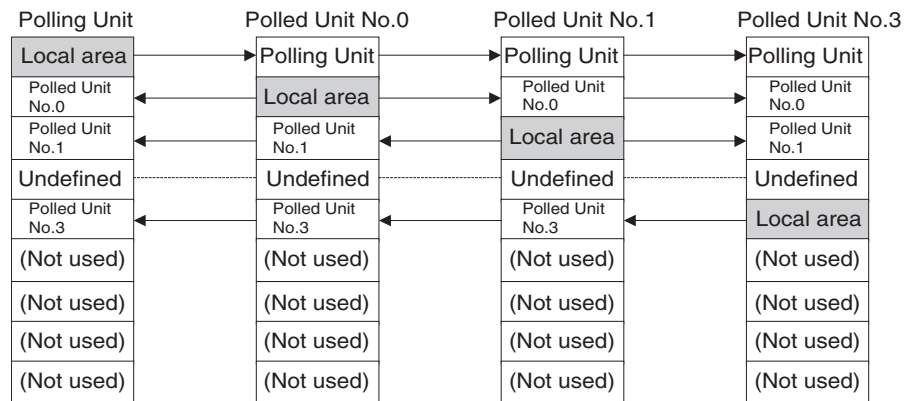 Polling Unit Polled Unit No.0 Polled Unit No.1 Polled Unit No.3
Local area Polling Unit Polling Unit Polling Unit
Polled Unit No.0 Local area Polled Unit No.0 Polled Unit No.0
Polled Unit No.1 Polled Unit No.1 Local area Polled Unit No.1
Undefined Undefined Undefined Undefined
Polled Unit No.3 Polled Unit No.3 Polled Unit No.3 Local area
(Not used) (Not used) (Not used) (Not used)
(Not used) (Not used) (Not used) (Not used)
(Not used) (Not used) (Not used) (Not used)
(Not used) (Not used) (Not used) (Not used)